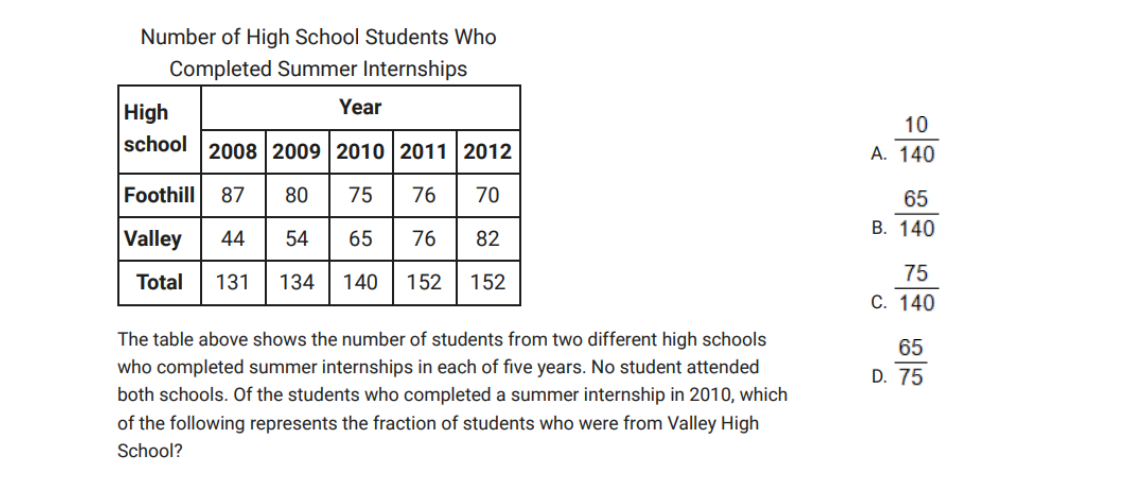 Number of High School Students Who
Completed Summer Internships
High school Year
2008 2009 2010 2011 2012
Foothill 87 80 75 76 70
Valley 44 54 65 76 82
Total 131 134 140 152 152
The table above shows the number of students from two different high schools
who completed summer internships in each of five years. No student attended
both schools. Of the students who completed a summer internship in 2010, which
of the following represents the fraction of students who were from Valley High
School?
A. 10/140
B. 65/140
C. 75/140
D. 65/75